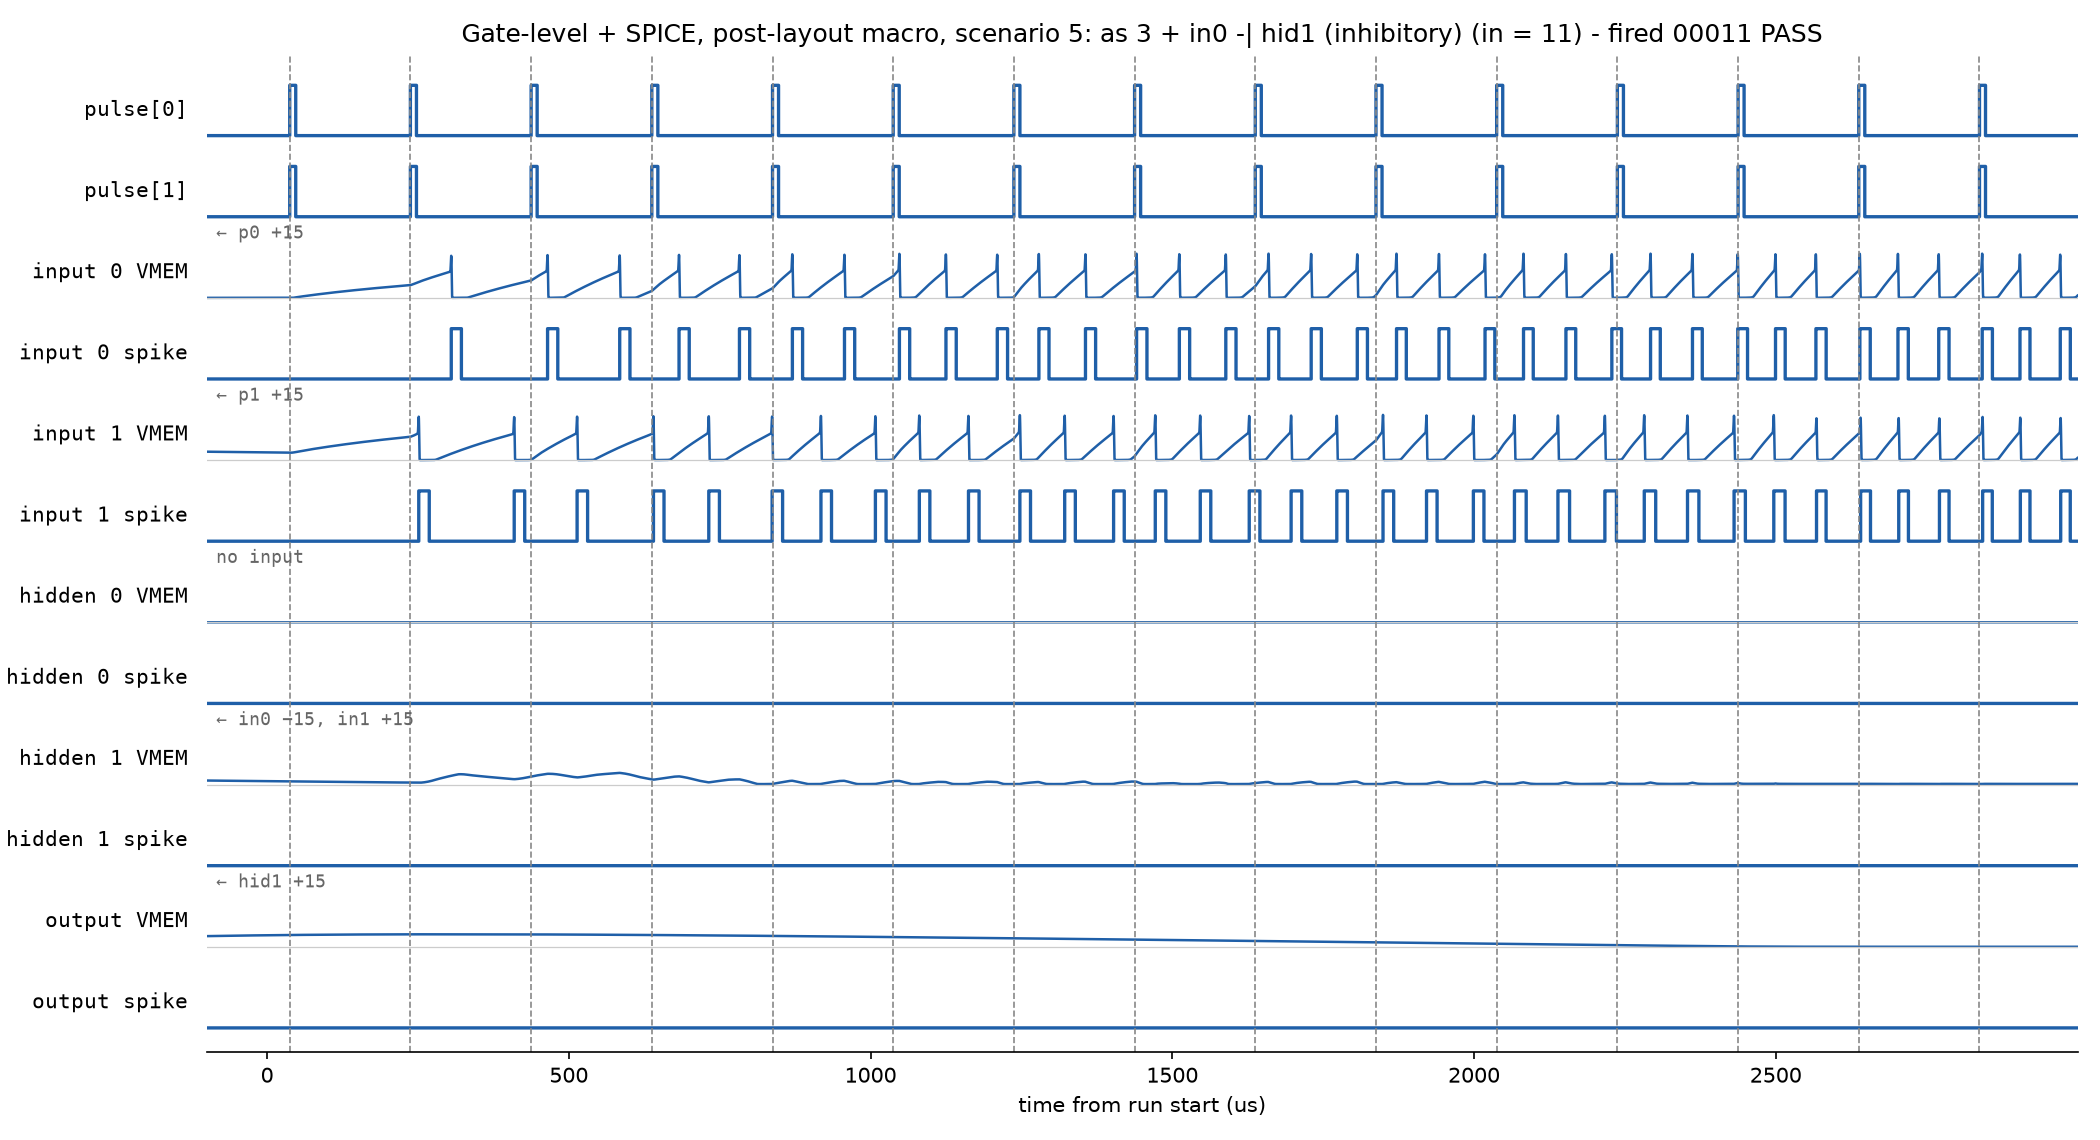 Gate-level + SPICE, post-layout macro, scenario 5: as 3 + in0 -| hid1 (inhibitory) (in = 11) - fired 00011 PASS
pulse[0]
pulse[1]
← p0 +15
input 0 VMEM
input 0 spike
← p1 +15
input 1 VMEM
input 1 spike
no input
hidden 0 VMEM
hidden 0 spike
← in0 −15, in1 +15
hidden 1 VMEM
hidden 1 spike
← hid1 +15
output VMEM
output spike
0 500 1000 1500 2000 2500
time from run start (us)